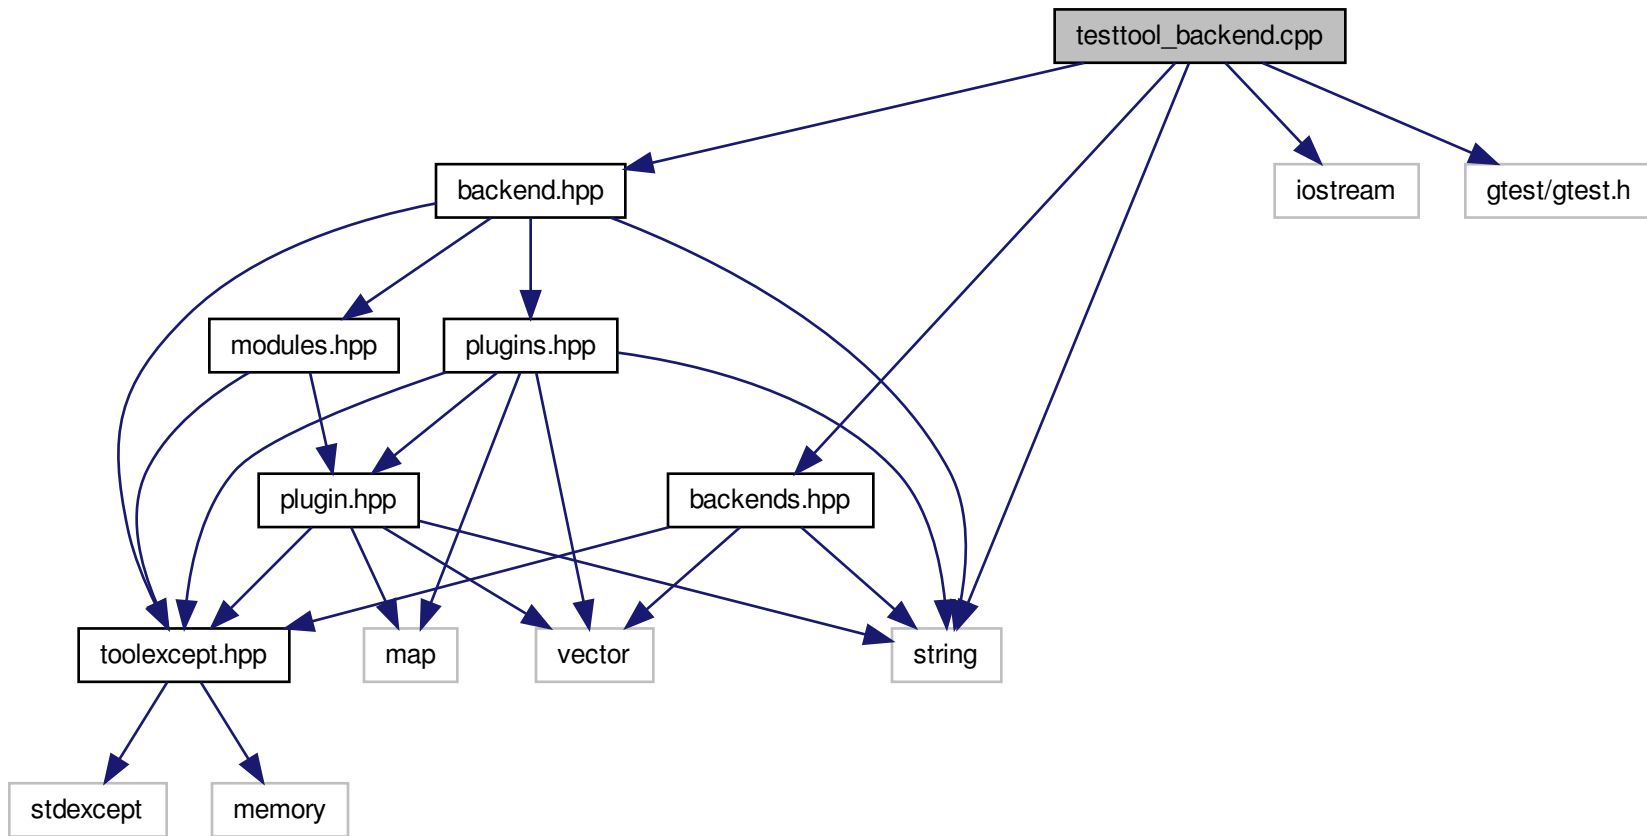 testtool_backend.cpp
backend.hpp
iostream
gtest/gtest.h
modules.hpp
plugins.hpp
plugin.hpp
backends.hpp
toolexcept.hpp
map
vector
string
stdexcept
memory